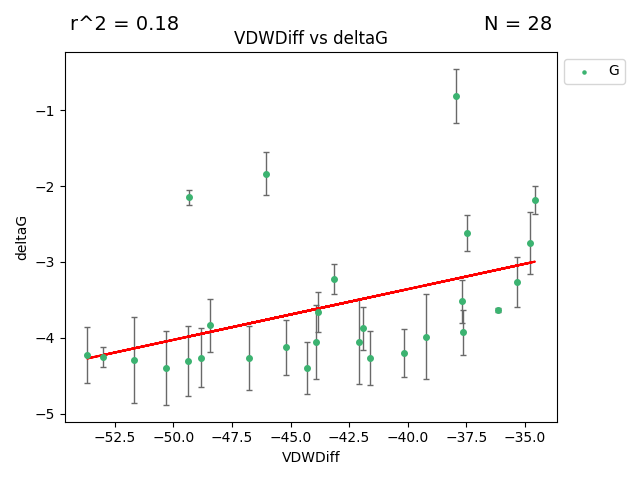 r^2 = 0.18
N = 28
VDWDiff vs deltaG
G
−1
−2
−3
−4
−5
deltaG
−52.5 −50.0 −47.5 −45.0 −42.5 −40.0 −37.5 −35.0
VDWDiff